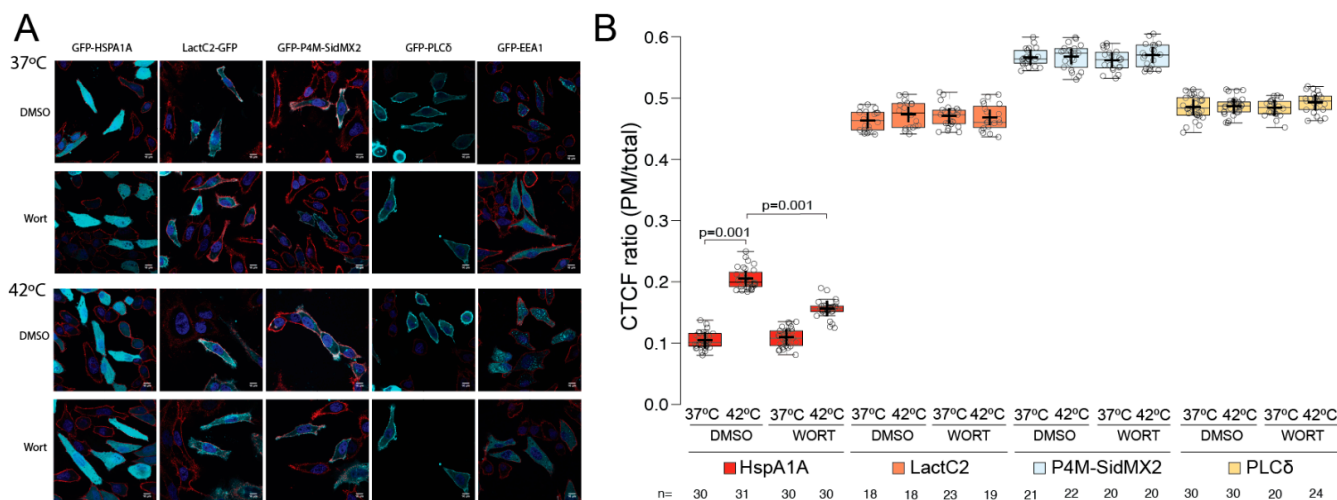 A
GFP-HSPA1A LactC2-GFP GFP-P4M-SidMX2 GFP-PLCδ GFP-EEA1
37ºC
DMSO
Wort
42ºC
DMSO
Wort
B
CTCF ratio (PM/total)
0.6
0.5
0.4
0.3
0.2
0.1
0.0
p=0.001
p=0.001
37ºC 42ºC 37ºC 42ºC 37ºC 42ºC 37ºC 42ºC 37ºC 42ºC 37ºC 42ºC 37ºC 42ºC 37ºC 42ºC
DMSO WORT DMSO WORT DMSO WORT DMSO WORT
HspA1A LactC2 P4M-SidMX2 PLCδ
n= 30 31 30 30 18 18 23 19 21 22 20 20 30 30 20 24